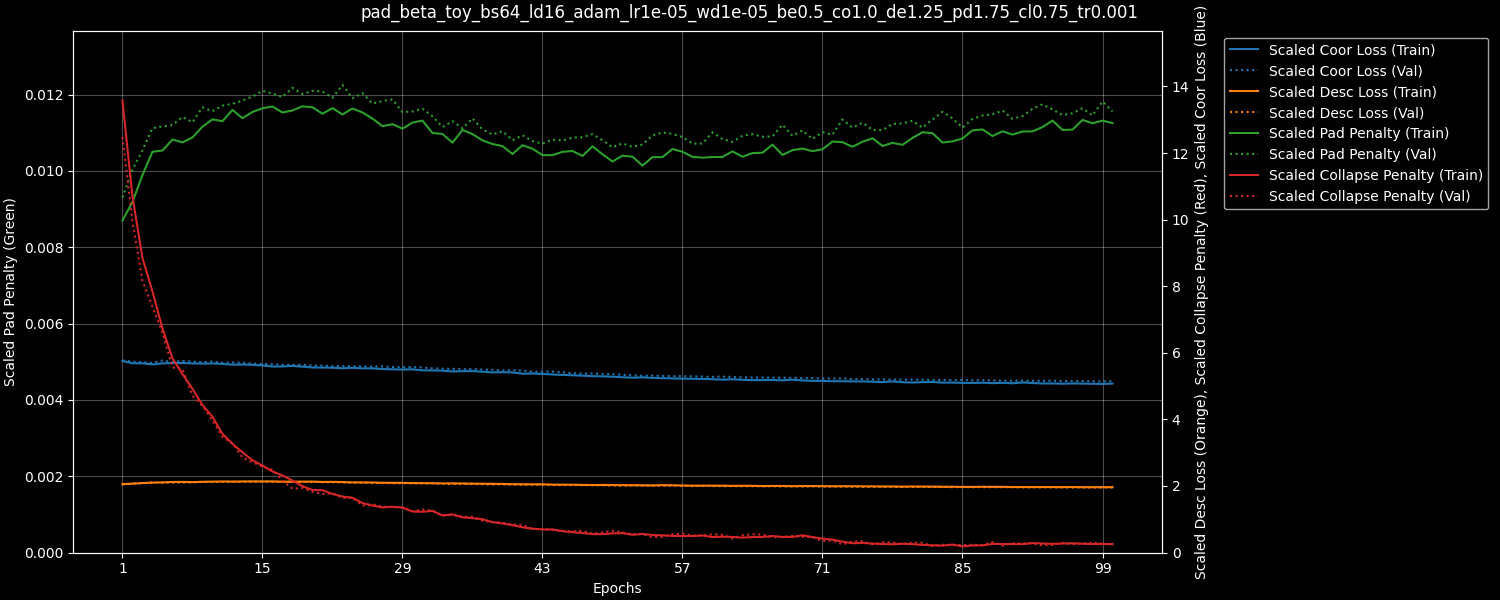 pad_beta_toy_bs64_ld16_adam_lr1e-05_wd1e-05_be0.5_co1.0_de1.25_pd1.75_cl0.75_tr0.001
Scaled Pad Penalty (Green)
0.012
0.010
0.008
0.006
0.004
0.002
0.000
1
15
29
43
57
71
85
99
Epochs
14
12
10
8
6
4
2
0
Scaled Desc Loss (Orange), Scaled Collapse Penalty (Red), Scaled Coor Loss (Blue)
Scaled Coor Loss (Train)
Scaled Coor Loss (Val)
Scaled Desc Loss (Train)
Scaled Desc Loss (Val)
Scaled Pad Penalty (Train)
Scaled Pad Penalty (Val)
Scaled Collapse Penalty (Train)
Scaled Collapse Penalty (Val)